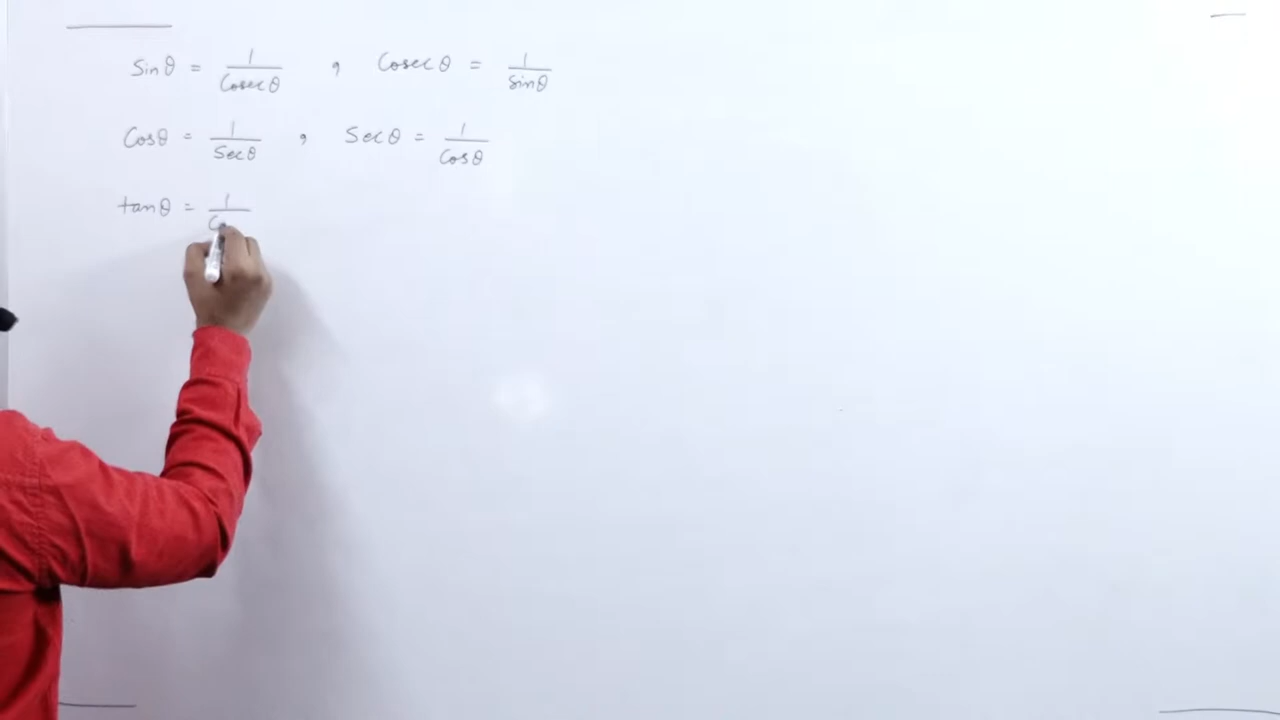 Sinθ = 1/Cosecθ , Cosecθ = 1/Sinθ
Cosθ = 1/Secθ , Secθ = 1/Cosθ
tanθ = 1/C